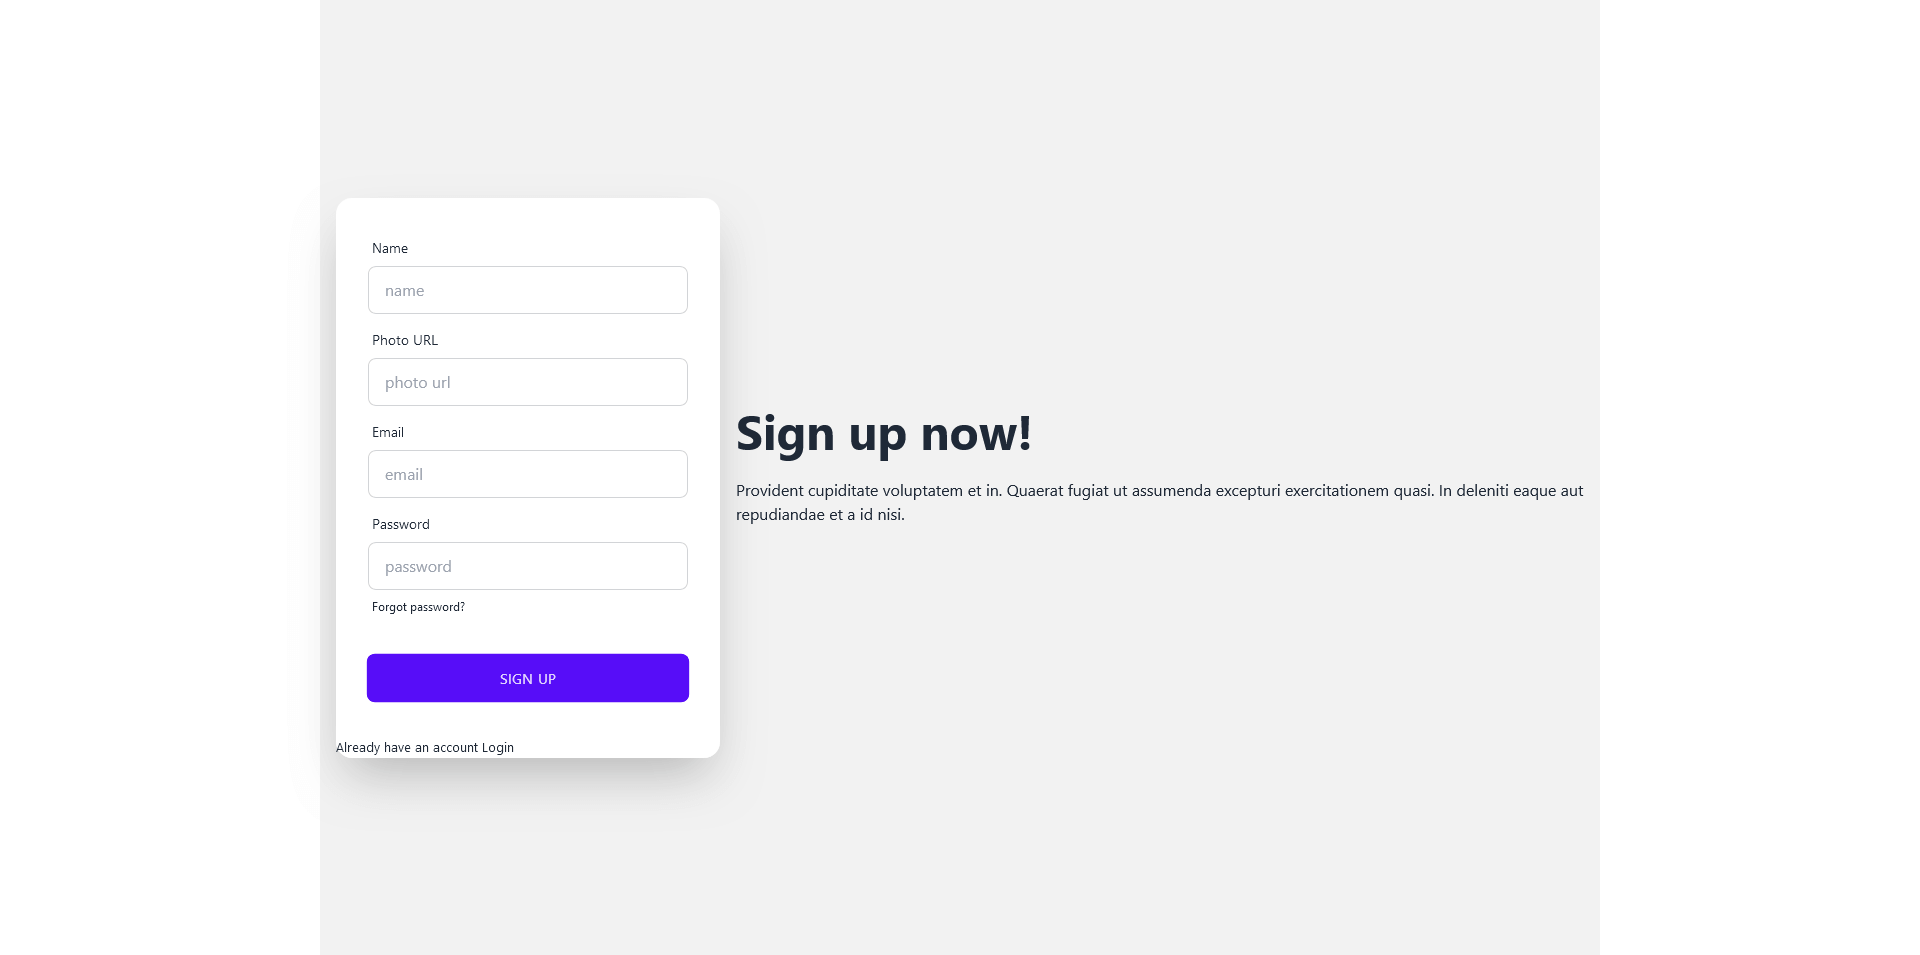 Name
name
Photo URL
photo url
Email
email
Password
password
Forgot password?
SIGN UP
Already have an account Login
Sign up now!
Provident cupiditate voluptatem et in. Quaerat fugiat ut assumenda excepturi exercitationem quasi. In deleniti eaque aut
repudiandae et a id nisi.